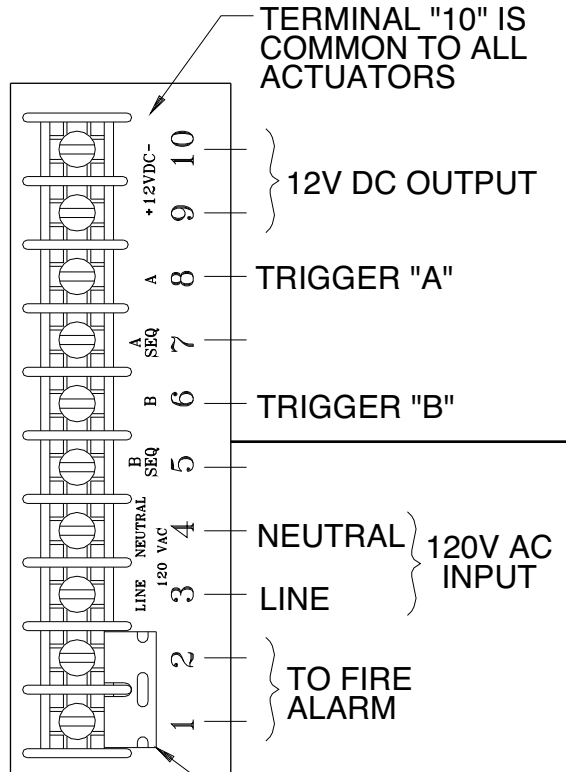 TERMINAL "10" IS
COMMON TO ALL
ACTUATORS
+12VDC-
10
9
12V DC OUTPUT
A
8
TRIGGER "A"
A
SEQ
7
B
6
TRIGGER "B"
B
SEQ
5
LINE NEUTRAL
120 VAC
4
NEUTRAL
3
LINE
120V AC
INPUT
2
1
TO FIRE
ALARM